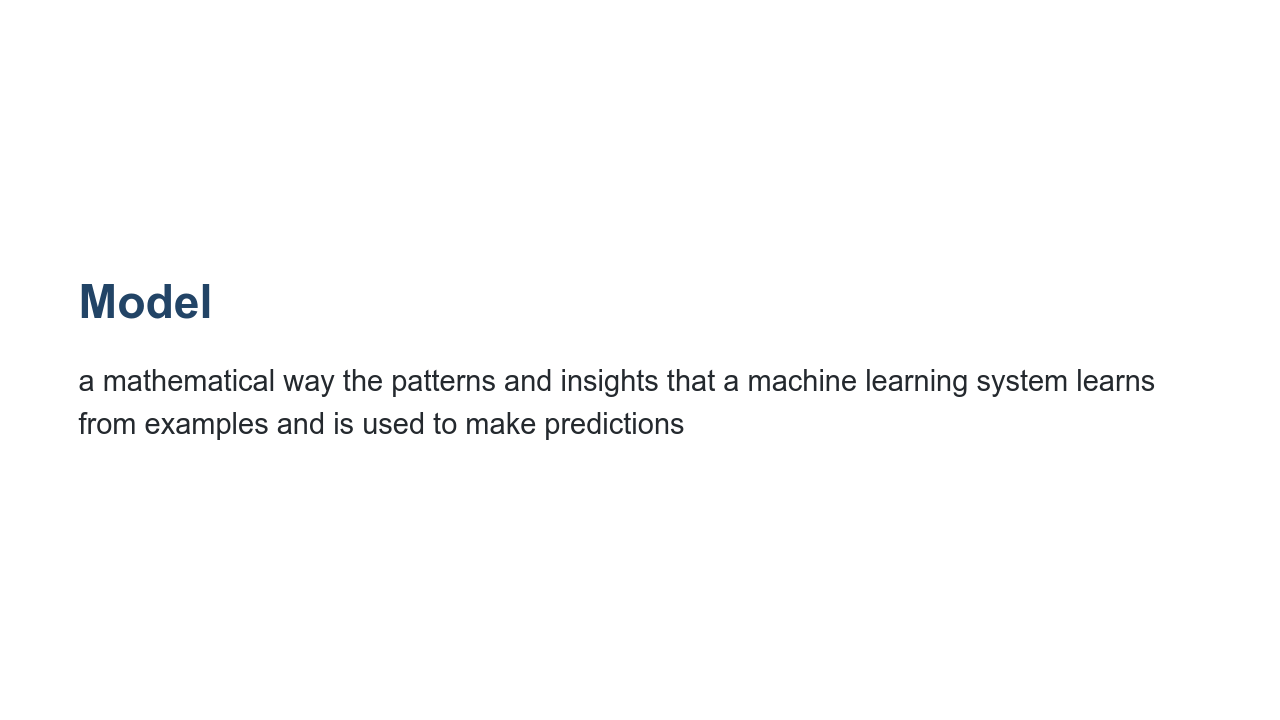 Model
a mathematical way the patterns and insights that a machine learning system learns
from examples and is used to make predictions